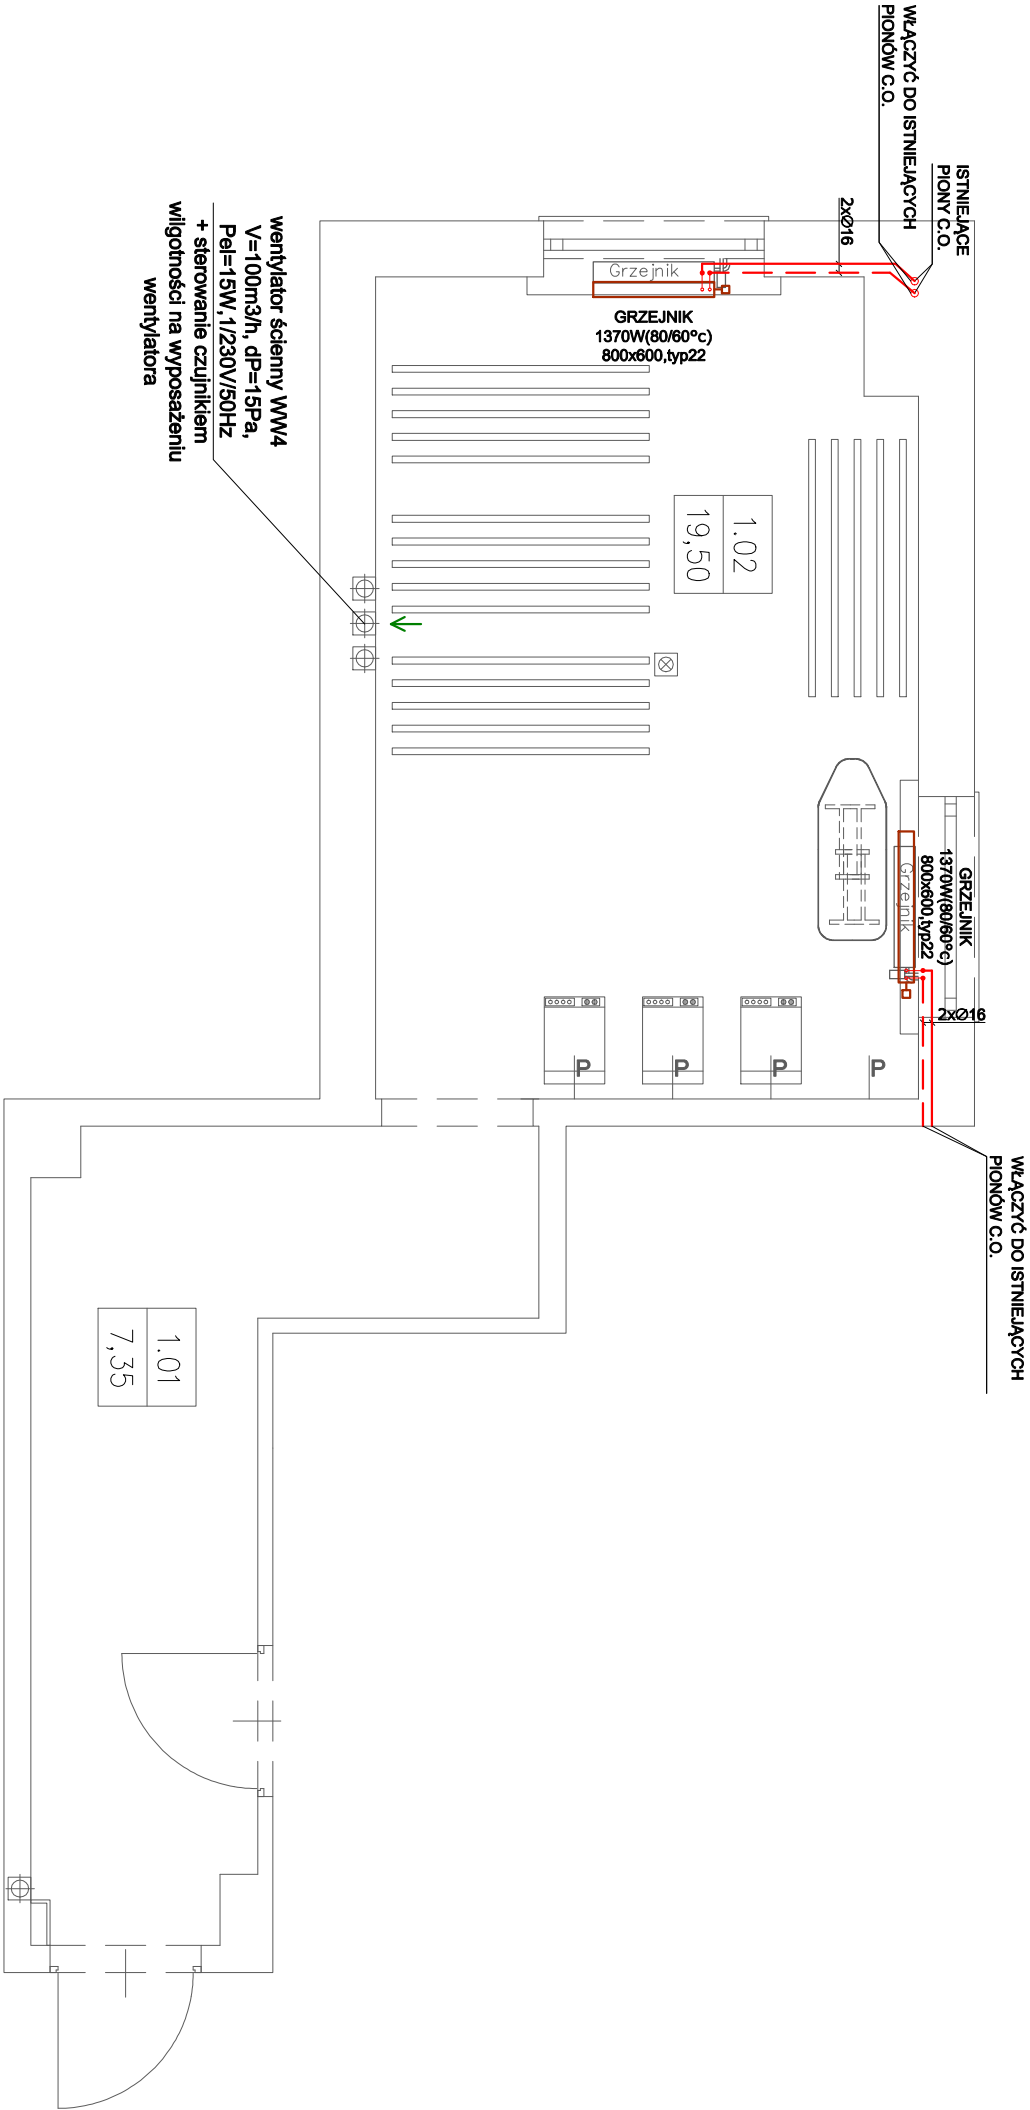 WŁĄCZYĆ DO ISTNIEJĄCYCH
PIONÓW C.O.
ISTNIEJĄCE
PIONY C.O.
2xØ16
Grzejnik
GRZEJNIK
1370W(80/60°c)
800x600,typ22
wentylator ścienny WW4
V=100m3/h, dP=15Pa,
Pel=15W,1/230V/50Hz
+ sterowanie czujnikiem
wilgotności na wyposażeniu
wentylatora
1.02
19,50
GRZEJNIK
1370W(80/60°c)
800x600,typ22
Grzejnik
2xØ16
P
P
P
P
WŁĄCZYĆ DO ISTNIEJĄCYCH
PIONÓW C.O.
1.01
7,35